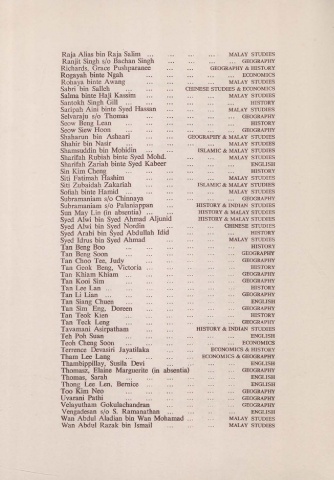 Raja Alias bin Raja Salim ... ... ... ... MALAY STUDIES
Ranjit Singh s/o Bachan Singh ... ... ... GEOGRAPHY
Richards, Grace Pushparanee ... ... GEOGRAPHY & HISTORY
Rogayah binte Ngah ... ... ... ... ECONOMICS
Rohaya binte Awang ... ... ... ... MALAY STUDIES
Sabri bin Salleh ... ... CHINESE STUDIES & ECONOMICS
Salma binte Haji Kassim ... ... ... MALAY STUDIES
Santokh Singh Gill ... ... ... ... HISTORY
Saripah Aini binte Syed Hassan ... ... MALAY STUDIES
Selvaraju s/o Thomas ... ... ... ... GEOGRAPHY
Seow Beng Lean ... ... ... ... HISTORY
Seow Siew Hoon ... ... ... ... GEOGRAPHY
Shaharun bin Azhaari ... ... GEOGRAPHY & MALAY STUDIES
Shahir bin Nasir ... ... ... ... MALAY STUDIES
Shamsuddin bin Mohidin ... ISLAMIC & MALAY STUDIES
Sharifah Rubiah binte Syed Mohd. ... ... MALAY STUDIES
Sharifah Zariah binte Syed Kabeer ... ... ENGLISH
Sin Kim Cheng ... ... ... ... HISTORY
Siti Fatimah Hashim ... ... ... MALAY STUDIES
Siti Zubaidah Zakariah ... ... ISLAMIC & MALAY STUDIES
Sofiah binte Hamid ... ... ... ... MALAY STUDIES
Subramaniam s/o Chinnaya ... ... ... GEOGRAPHY
Subramaniam s/o Palaniappan ... HISTORY & INDIAN STUDIES
Sun May Lin (in absentia) ... ... HISTORY & MALAY STUDIES
Syed Alwi bin Syed Ahmad Aljunid HISTORY & MALAY STUDIES
Syed Alwi bin Syed Nordin ... ... CHINESE STUDIES
Syed Arabi bin Syed Abdullah Idid ... ... HISTORY
Syed Idrus bin Syed Ahmad ... ... MALAY STUDIES
Tan Beng Boo ... ... ... ... HISTORY
Tan Beng Soon ... ... ... ... GEOGRAPHY
Tan Choo Tee, Judy ... ... ... ... GEOGRAPHY
Tan Geok Beng, Victoria ... ... ... HISTORY
Tan Khiam Khiam ... ... ... ... GEOGRAPHY
Tan Kooi Sim ... ... ... ... GEOGRAPHY
Tan Lee Lan ... ... ... ... HISTORY
Tan Li Lian ... ... ... ... GEOGRAPHY
Tan Siang Chuen ... ... ... ... ENGLISH
Tan Sim Eng, Doreen ... ... ... GEOGRAPHY
Tan Teok Kien ... ... ... ... HISTORY
Tan Teck Leng ... ... ... ... GEOGRAPHY
Tavamani Asirpatham ... ... HISTORY & INDIAN STUDIES
Teh Poh Suan ... ... ... ... ENGLISH
Teoh Cheng Soon ... ... ... ... ECONOMICS
Terrence Devasiri Jayatilaka ... ECONOMICS & HISTORY
Tham Lee Lang ... ... ECONOMICS & GEOGRAPHY
Thambippillay, Susila Devi ... ... ... ENGLISH
Thomasz, Elaine Marguerite (in absentia) ... GEOGRAPHY
Thomas, Sarah ... ... ... ... ENGLISH
Thong Lee Len, Bernice ... ... ... ENGLISH
Too Kim Neo ... ... ... ... GEOGRAPHY
Uvarani Pathi ... ... ... ... GEOGRAPHY
Velayutham Gokulachandran ... ... ... GEOGRAPHY
Vengadesan s/o S. Ramanathan ... ... ... ENGLISH
Wan Abdul Aladian bin Wan Mohamad ... ... MALAY STUDIES
Wan Abdul Razak bin Ismail ... ... MALAY STUDIES